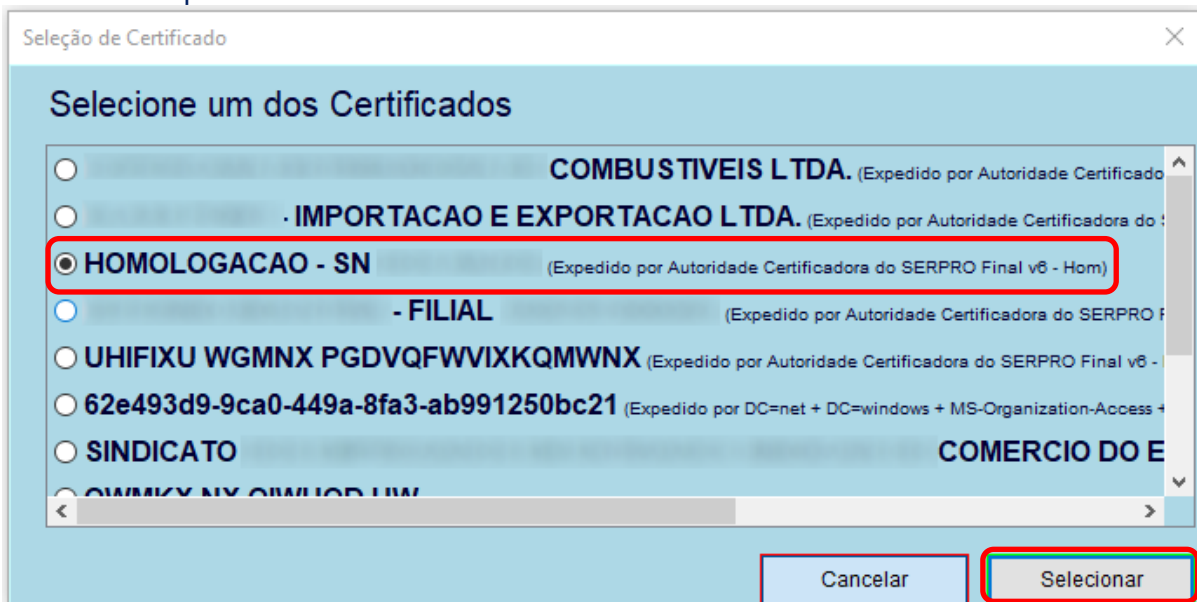 Seleção de Certificado
Selecione um dos Certificados
COMBUSTIVEIS LTDA. (Expedido por Autoridade Certificado
- IMPORTACAO E EXPORTACAO LTDA. (Expedido por Autoridade Certificadora do
HOMOLOGACAO - SN (Expedido por Autoridade Certificadora do SERPRO Final v6 - Hom)
- FILIAL (Expedido por Autoridade Certificadora do SERPRO F
UHIFIXU WGMNX PGDVQFWVIXKQMWNX (Expedido por Autoridade Certificadora do SERPRO Final v6 -
62e493d9-9ca0-449a-8fa3-ab991250bc21 (Expedido por DC=net + DC=windows + MS-Organization-Access +
SINDICATO COMERCIO DO E
Cancelar Selecionar